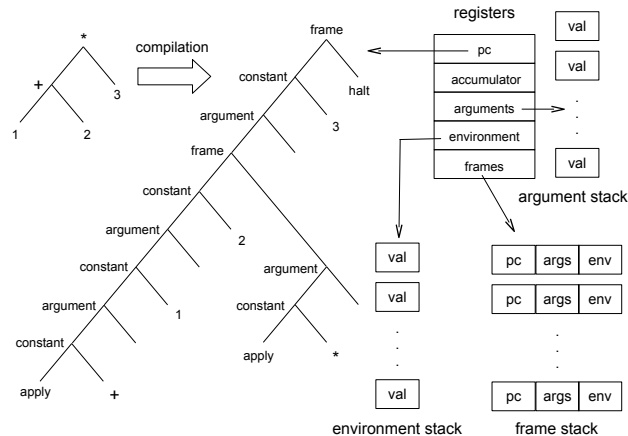 registers
frame
val
*
compilation
pc
+
constant
accumulator
val
3
halt
argument
arguments
.
.
.
1
2
3
frame
environment
frames
val
constant
argument stack
argument
2
constant
argument
val
pc args env
argument
1
constant
val
pc args env
constant
apply
*
.
.
.
.
.
.
apply
+
val
pc args env
environment stack
frame stack